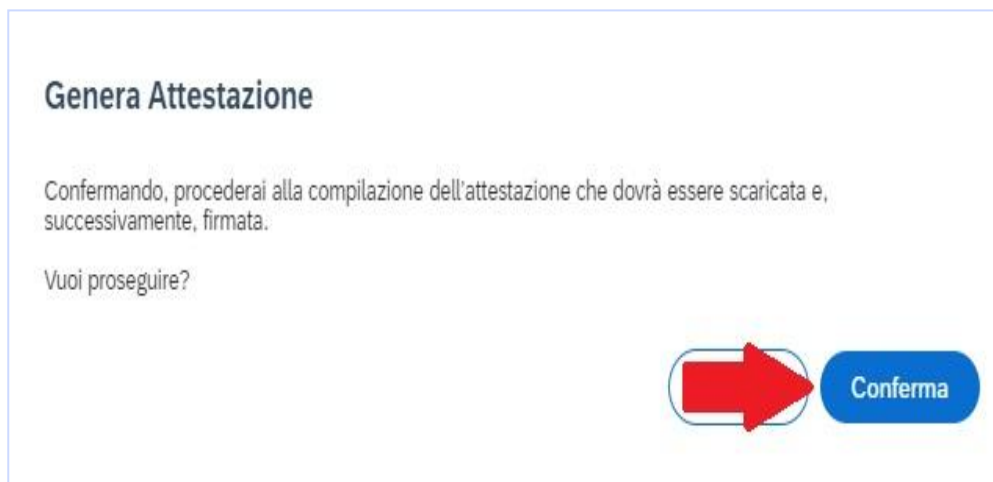 Genera Attestazione
Confermando, procederai alla compilazione dell'attestazione che dovrà essere scaricata e,
successivamente, firmata.
Vuoi proseguire?
Conferma